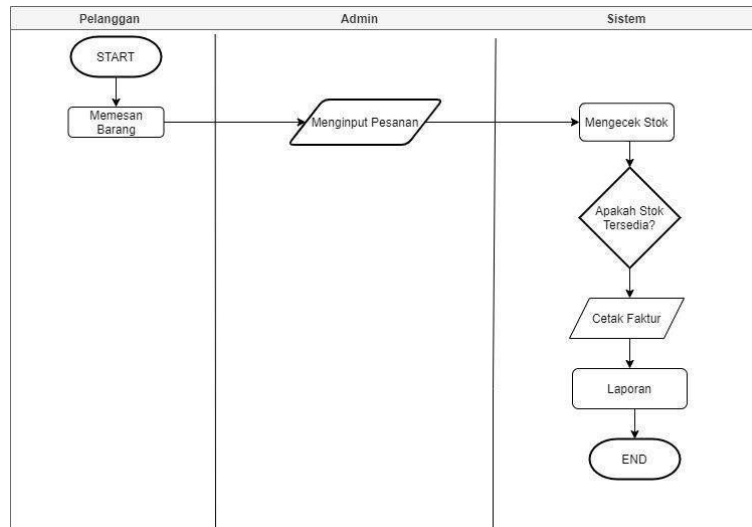 Pelanggan
Admin
Sistem
START
Memesan
Barang
Menginput Pesanan
Mengecek Stok
Apakah Stok
Tersedia?
Cetak Faktur
Laporan
END